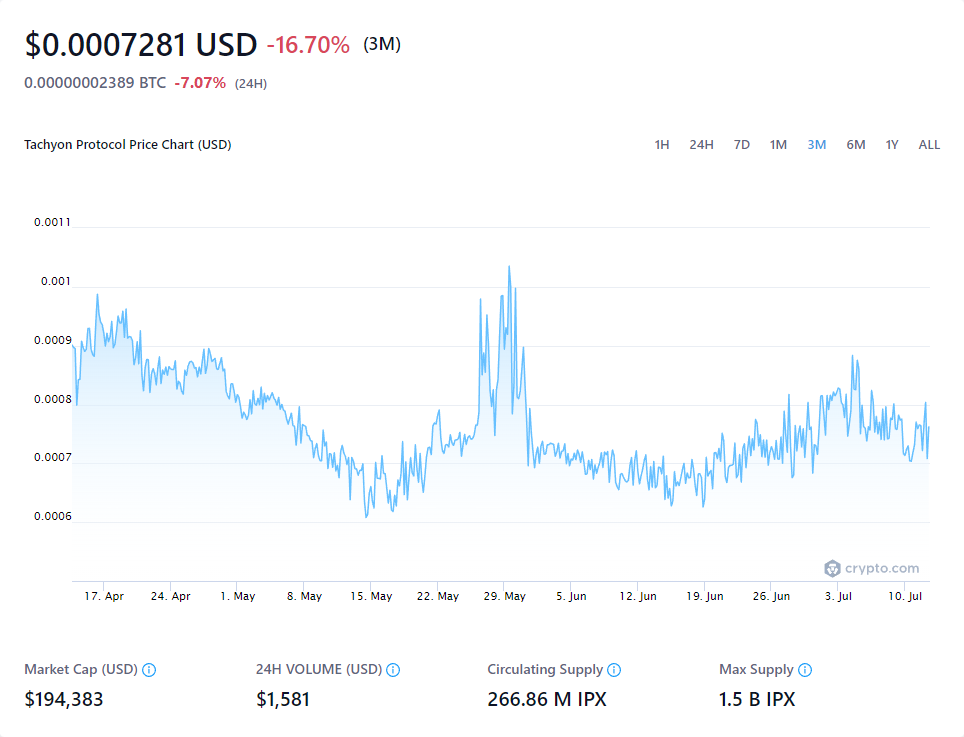 $0.0007281 USD -16.70% (3M)
0.00000002389 BTC -7.07% (24H)
Tachyon Protocol Price Chart (USD)
1H 24H 7D 1M 3M 6M 1Y ALL
0.0011
0.001
0.0009
0.0008
0.0007
0.0006
crypto.com
17. Apr 24. Apr 1. May 8. May 15. May 22. May 29. May 5. Jun 12. Jun 19. Jun 26. Jun 3. Jul 10. Jul
Market Cap (USD) 24H VOLUME (USD) Circulating Supply Max Supply
$194,383 $1,581 266.86 M IPX 1.5 B IPX